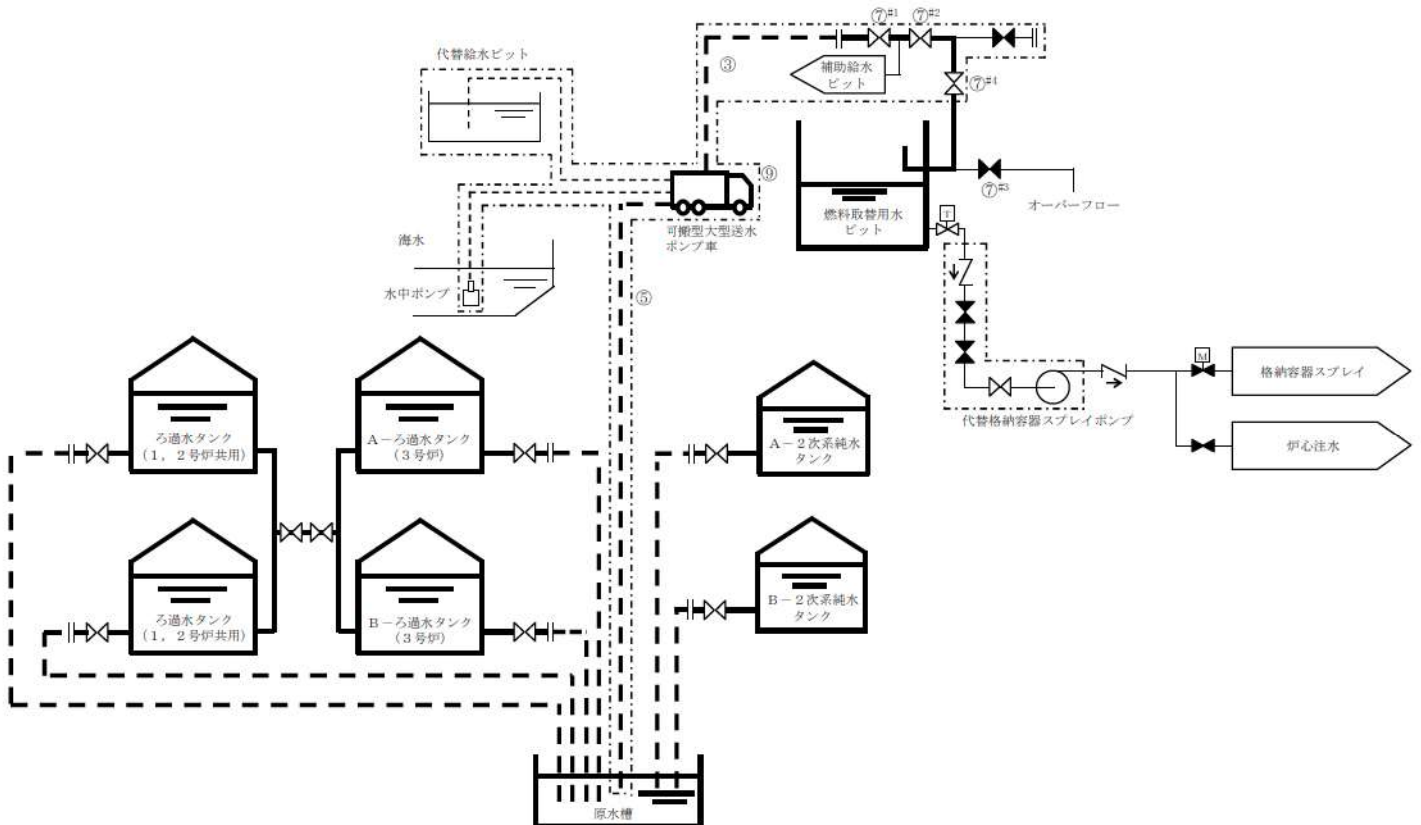 ⑦#1
⑦#2
代替給水ピット
③
補助給水
ピット
⑦#4
⑨
⑦#3
燃料取替用水
ピット
オーバーフロー
T
可搬型大型送水
ポンプ車
海水
水中ポンプ
⑤
M
格納容器スプレイ
代替格納容器スプレイポンプ
炉心注水
ろ過水タンク
(1,2号炉共用)
A-ろ過水タンク
(3号炉)
A-2次系純水
タンク
ろ過水タンク
(1,2号炉共用)
B-ろ過水タンク
(3号炉)
B-2次系純水
タンク
原水槽